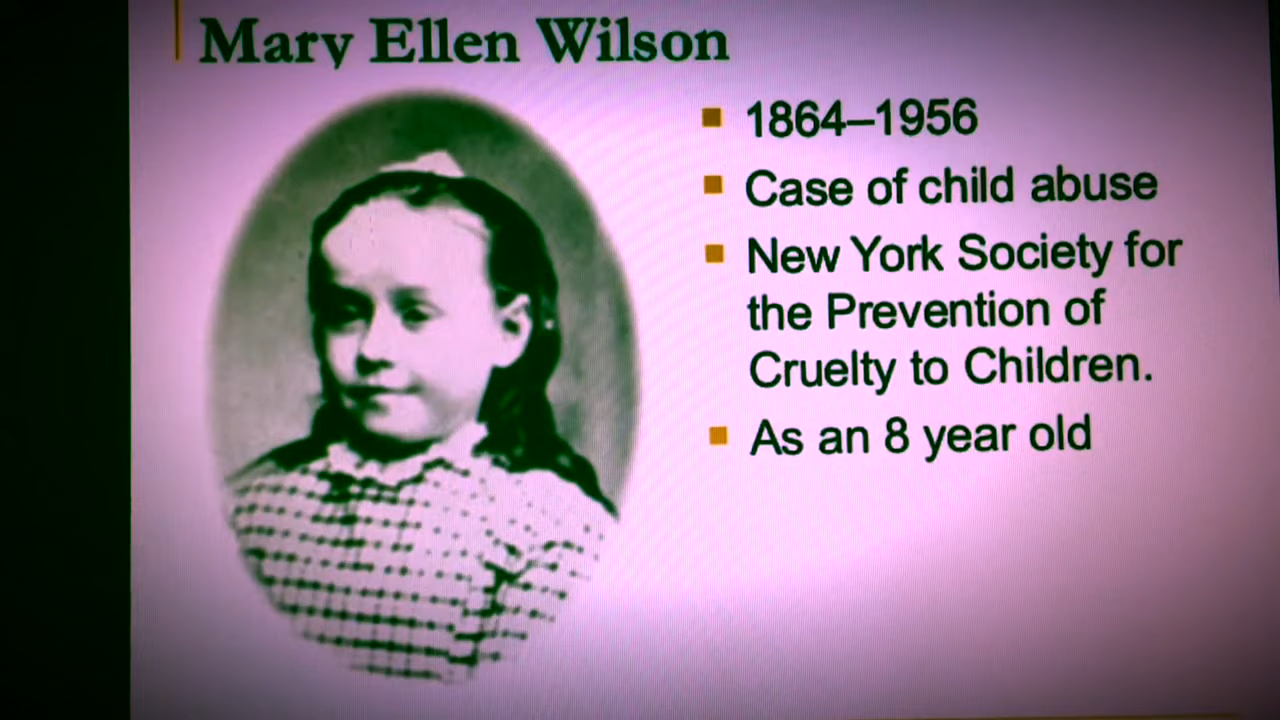 Mary Ellen Wilson
1864–1956
Case of child abuse
New York Society for
the Prevention of
Cruelty to Children.
As an 8 year old